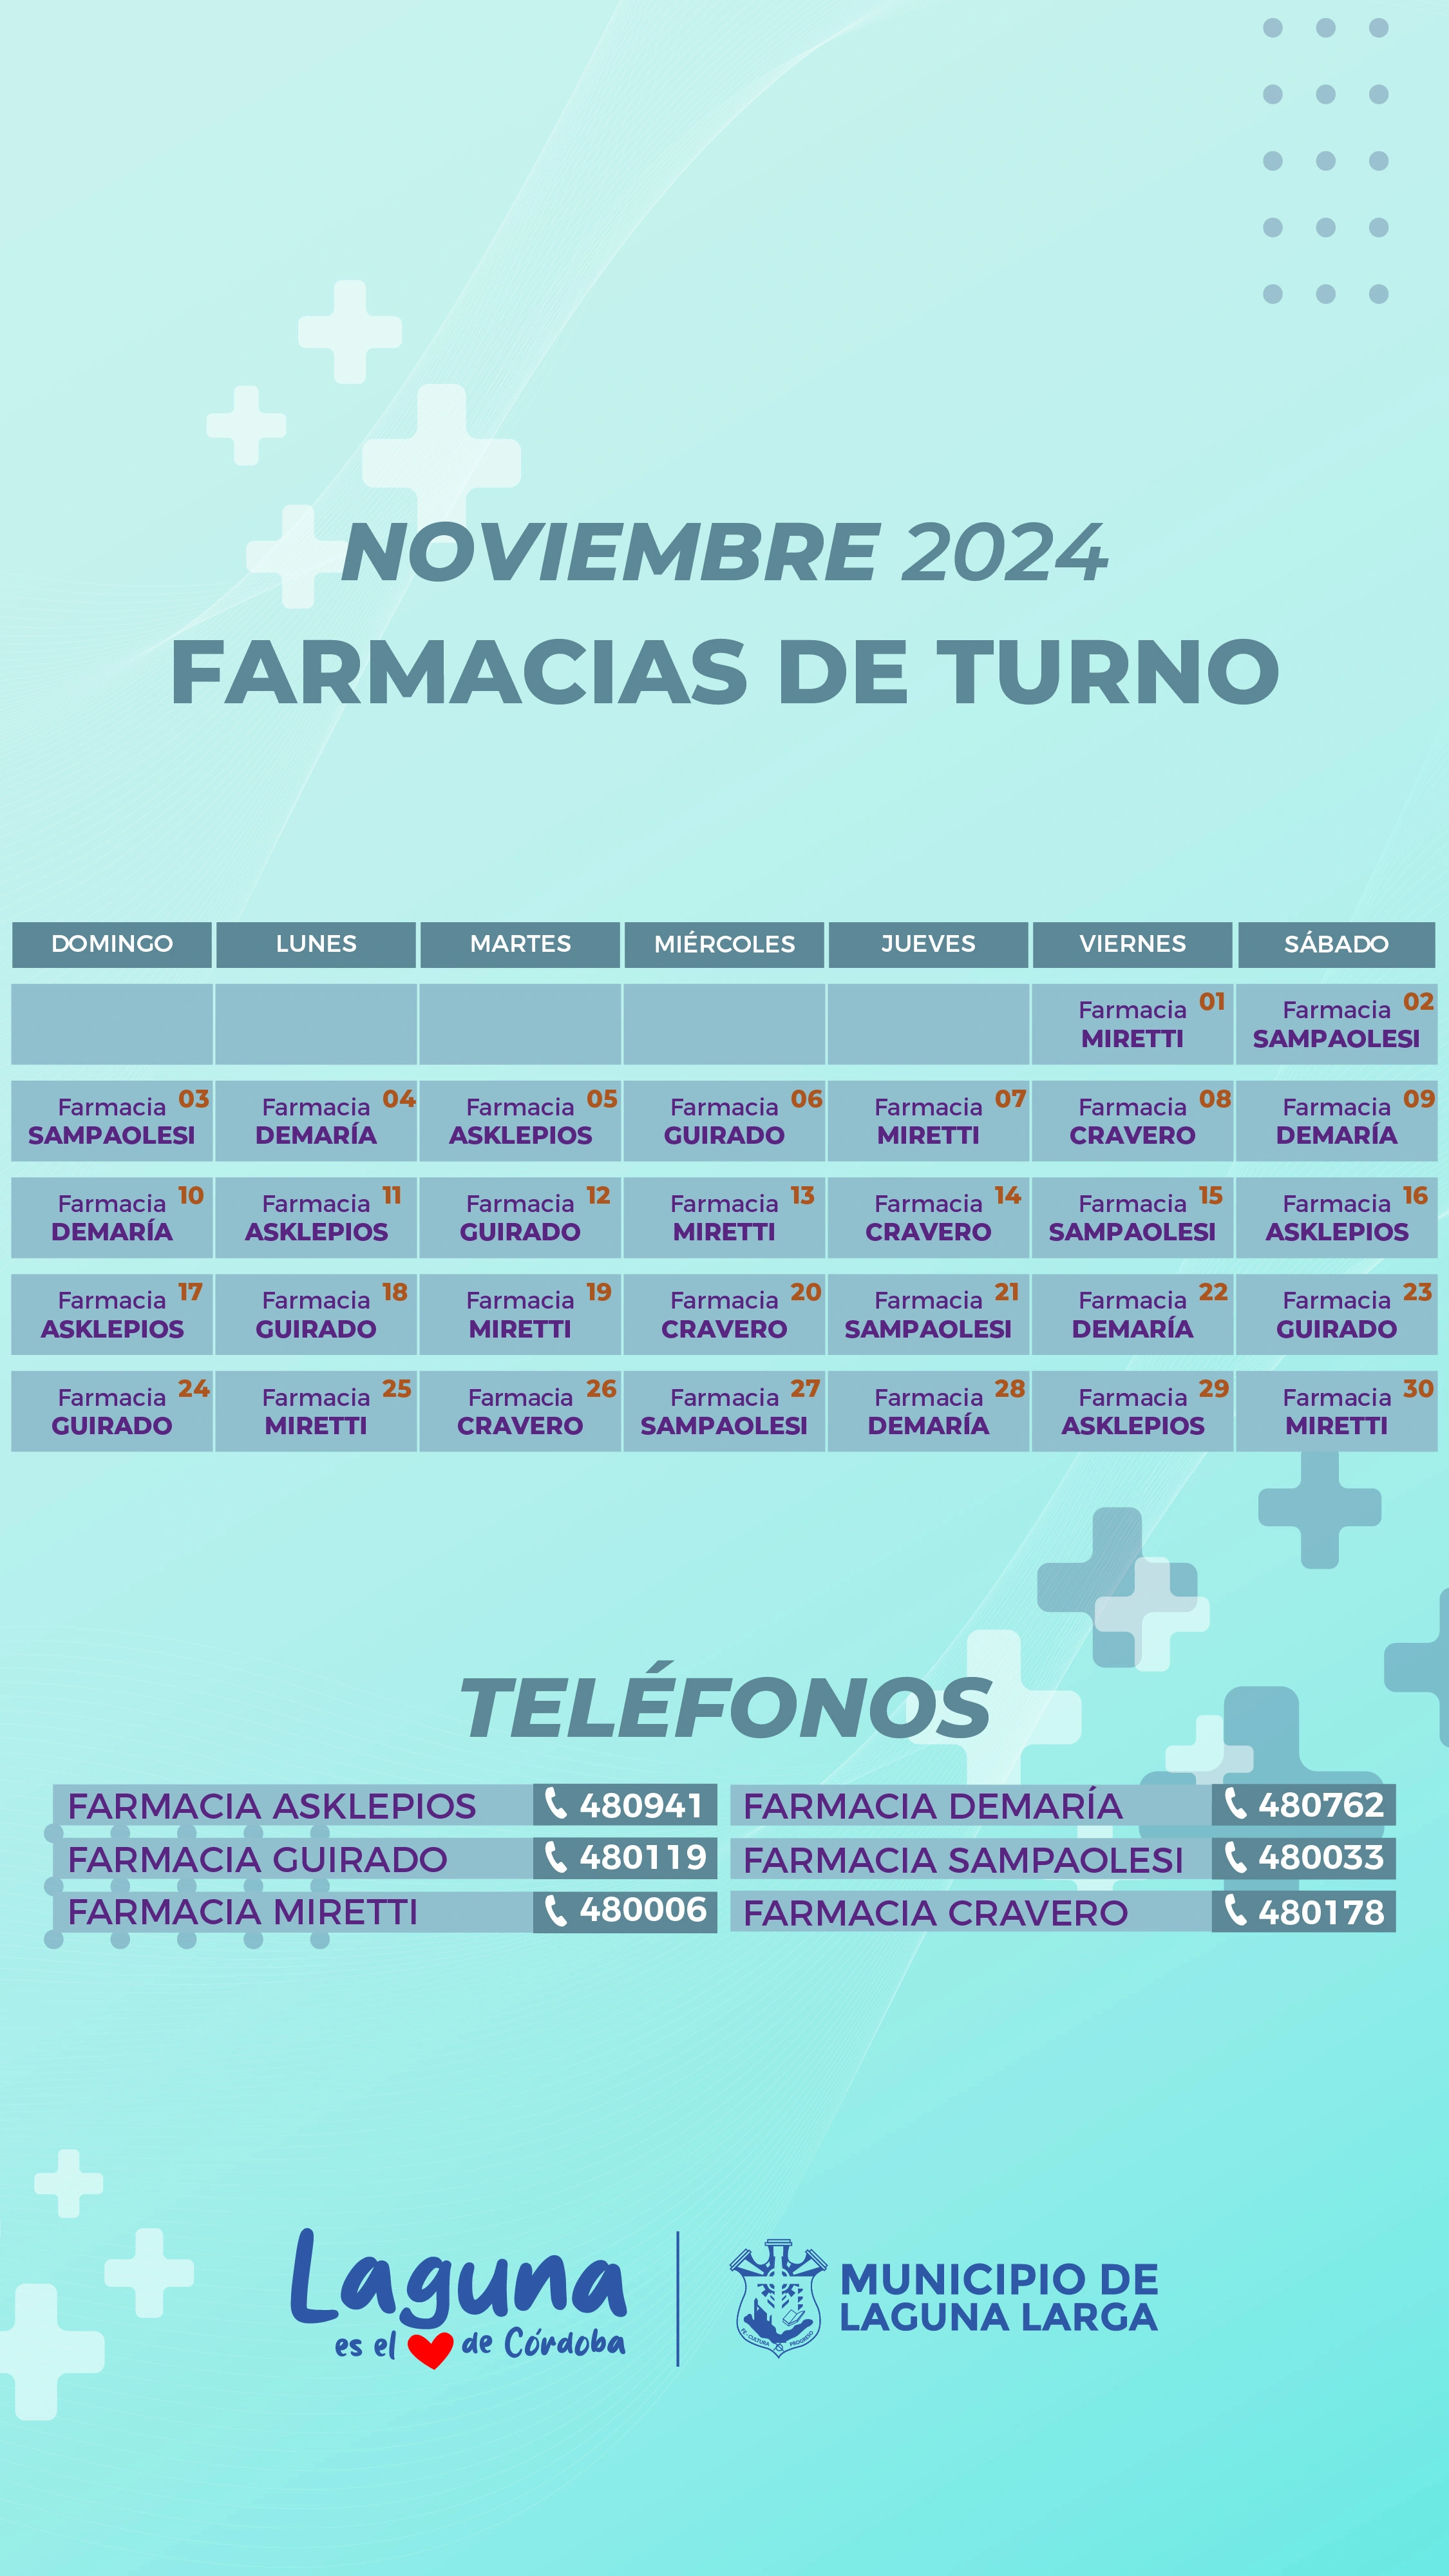 NOVIEMBRE 2024
FARMACIAS DE TURNO
DOMINGO LUNES MARTES MIÉRCOLES JUEVES VIERNES SÁBADO
Farmacia 01 Farmacia 02
MIRETTI SAMPAOLESI
Farmacia 03 Farmacia 04 Farmacia 05 Farmacia 06 Farmacia 07 Farmacia 08 Farmacia 09
SAMPAOLESI DEMARÍA ASKLEPIOS GUIRADO MIRETTI CRAVERO DEMARÍA
Farmacia 10 Farmacia 11 Farmacia 12 Farmacia 13 Farmacia 14 Farmacia 15 Farmacia 16
DEMARÍA ASKLEPIOS GUIRADO MIRETTI CRAVERO SAMPAOLESI ASKLEPIOS
Farmacia 17 Farmacia 18 Farmacia 19 Farmacia 20 Farmacia 21 Farmacia 22 Farmacia 23
ASKLEPIOS GUIRADO MIRETTI CRAVERO SAMPAOLESI DEMARÍA GUIRADO
Farmacia 24 Farmacia 25 Farmacia 26 Farmacia 27 Farmacia 28 Farmacia 29 Farmacia 30
GUIRADO MIRETTI CRAVERO SAMPAOLESI DEMARÍA ASKLEPIOS MIRETTI
TELÉFONOS
FARMACIA ASKLEPIOS 480941 FARMACIA DEMARÍA 480762
FARMACIA GUIRADO 480119 FARMACIA SAMPAOLESI 480033
FARMACIA MIRETTI 480006 FARMACIA CRAVERO 480178
Laguna
es el de Córdoba
FE - CULTURA PROGRESO
MUNICIPIO DE
LAGUNA LARGA